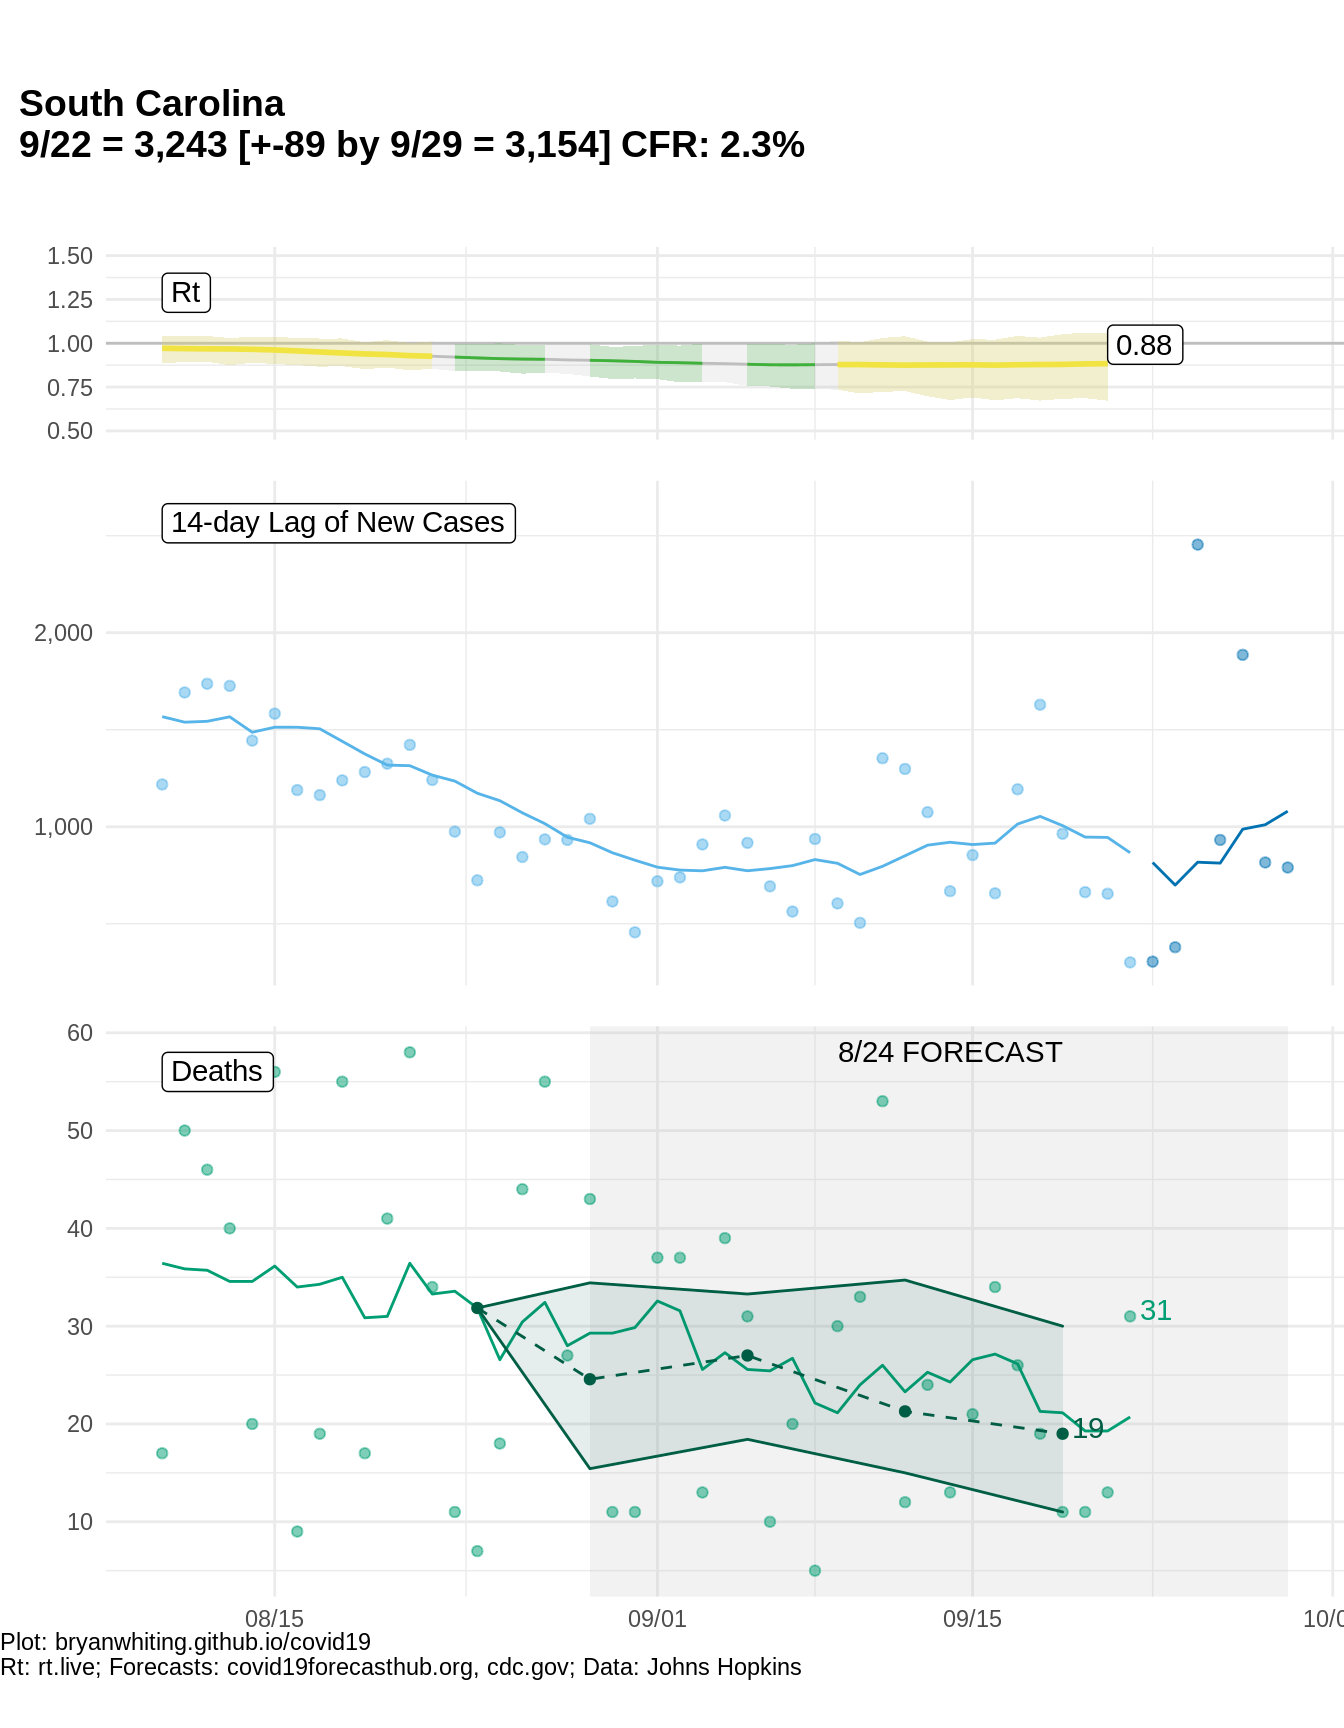 South Carolina
9/22 = 3,243 [+-89 by 9/29 = 3,154] CFR: 2.3%
1.50
1.25
1.00
0.75
0.50
Rt
0.88
14-day Lag of New Cases
2,000
1,000
60
50
40
30
20
10
Deaths
8/24 FORECAST
31
19
08/15
09/01
09/15
10/0
Plot: bryanwhiting.github.io/covid19
Rt: rt.live; Forecasts: covid19forecasthub.org, cdc.gov; Data: Johns Hopkins